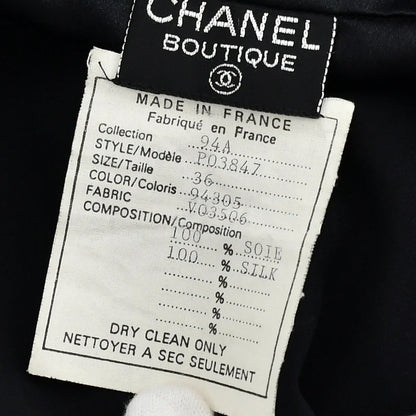 CHANEL
BOUTIQUE
MADE IN FRANCE
Fabriqué en France
Collection 94A
STYLE/Modèle P03847
SIZE/Taille 36
COLOR/Coloris 94305
FABRIC V03506
COMPOSITION/Composition
100 % SOIE
100 % SILK
%
%
%
%
DRY CLEAN ONLY
NETTOYER A SEC SEULEMENT